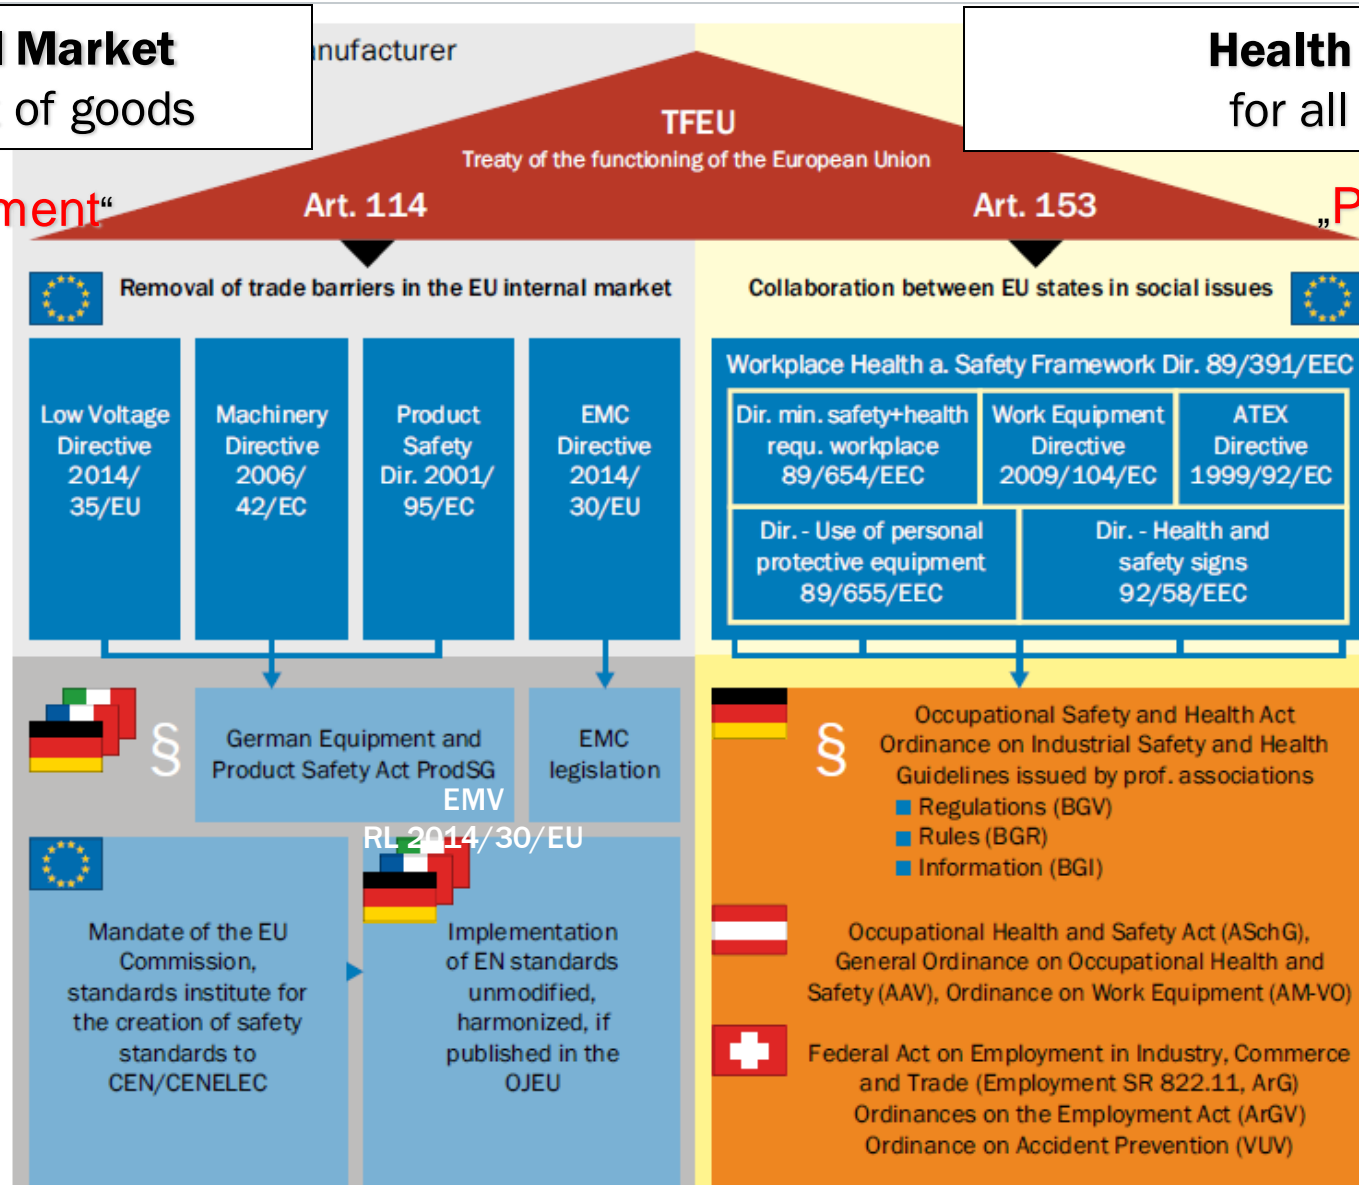 l Market
of goods
nufacturer
Health
for all
TFEU
Treaty of the functioning of the European Union
ment“
Art. 114
Art. 153
„P
Removal of trade barriers in the EU internal market
Collaboration between EU states in social issues
Low Voltage
Directive
2014/
35/EU
Machinery
Directive
2006/
42/EC
Product
Safety
Dir. 2001/
95/EC
EMC
Directive
2014/
30/EU
Workplace Health a. Safety Framework Dir. 89/391/EEC
Dir. min. safety+health
requ. workplace
89/654/EEC
Work Equipment
Directive
2009/104/EC
ATEX
Directive
1999/92/EC
Dir. - Use of personal
protective equipment
89/655/EEC
Dir. - Health and
safety signs
92/58/EEC
§
German Equipment and
Product Safety Act ProdSG
EMC
legislation
EMV
RL 2014/30/EU
Mandate of the EU
Commission,
standards institute for
the creation of safety
standards to
CEN/CENELEC
Implementation
of EN standards
unmodified,
harmonized, if
published in the
OJEU
§
Occupational Safety and Health Act
Ordinance on Industrial Safety and Health
Guidelines issued by prof. associations
Regulations (BGV)
Rules (BGR)
Information (BGI)
Occupational Health and Safety Act (ASchG),
General Ordinance on Occupational Health and
Safety (AAV), Ordinance on Work Equipment (AM-VO)
Federal Act on Employment in Industry, Commerce
and Trade (Employment SR 822.11, ArG)
Ordinances on the Employment Act (ArGV)
Ordinance on Accident Prevention (VUV)